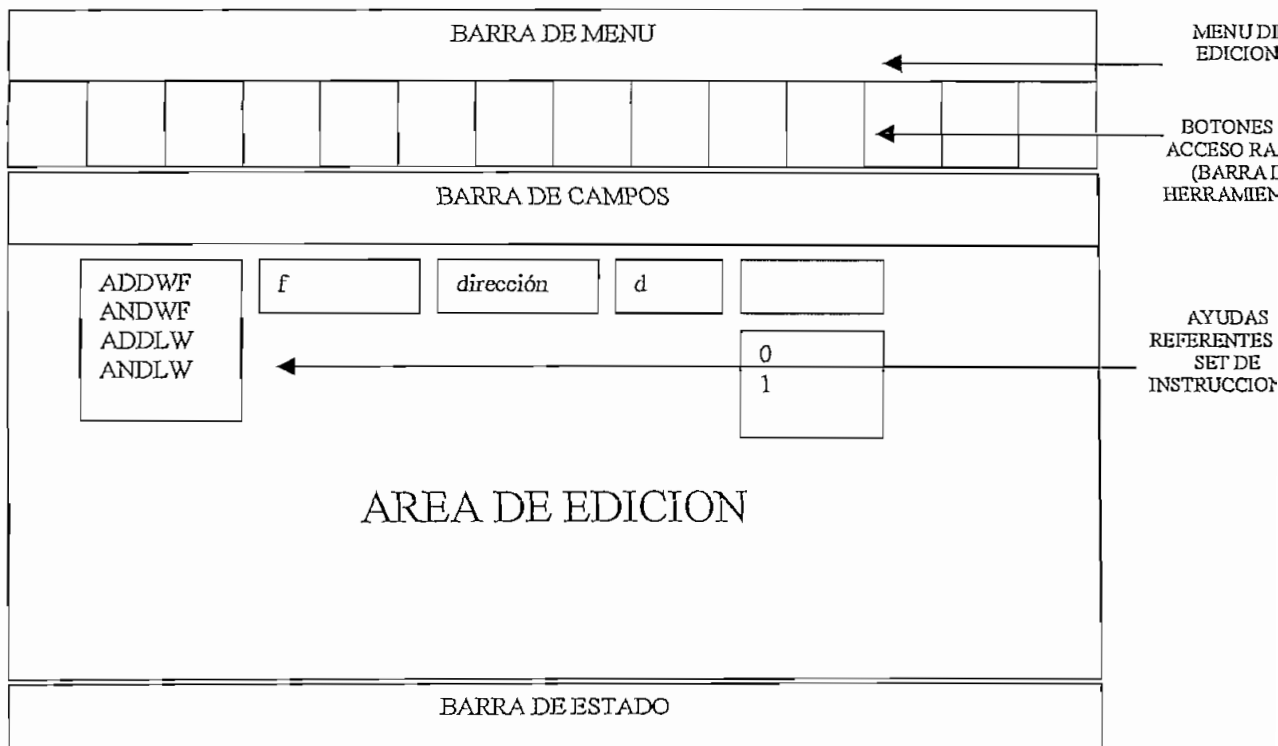 BARRA DE MENU
MENU DE
EDICION
BOTONES
ACCESO RA
(BARRA D
HERRAMIEN
BARRA DE CAMPOS
ADDWF
ANDWF
ADDLW
ANDLW
f
dirección
d
0
1
AYUDAS
REFERENTES
SET DE
INSTRUCCION
AREA DE EDICION
BARRA DE ESTADO